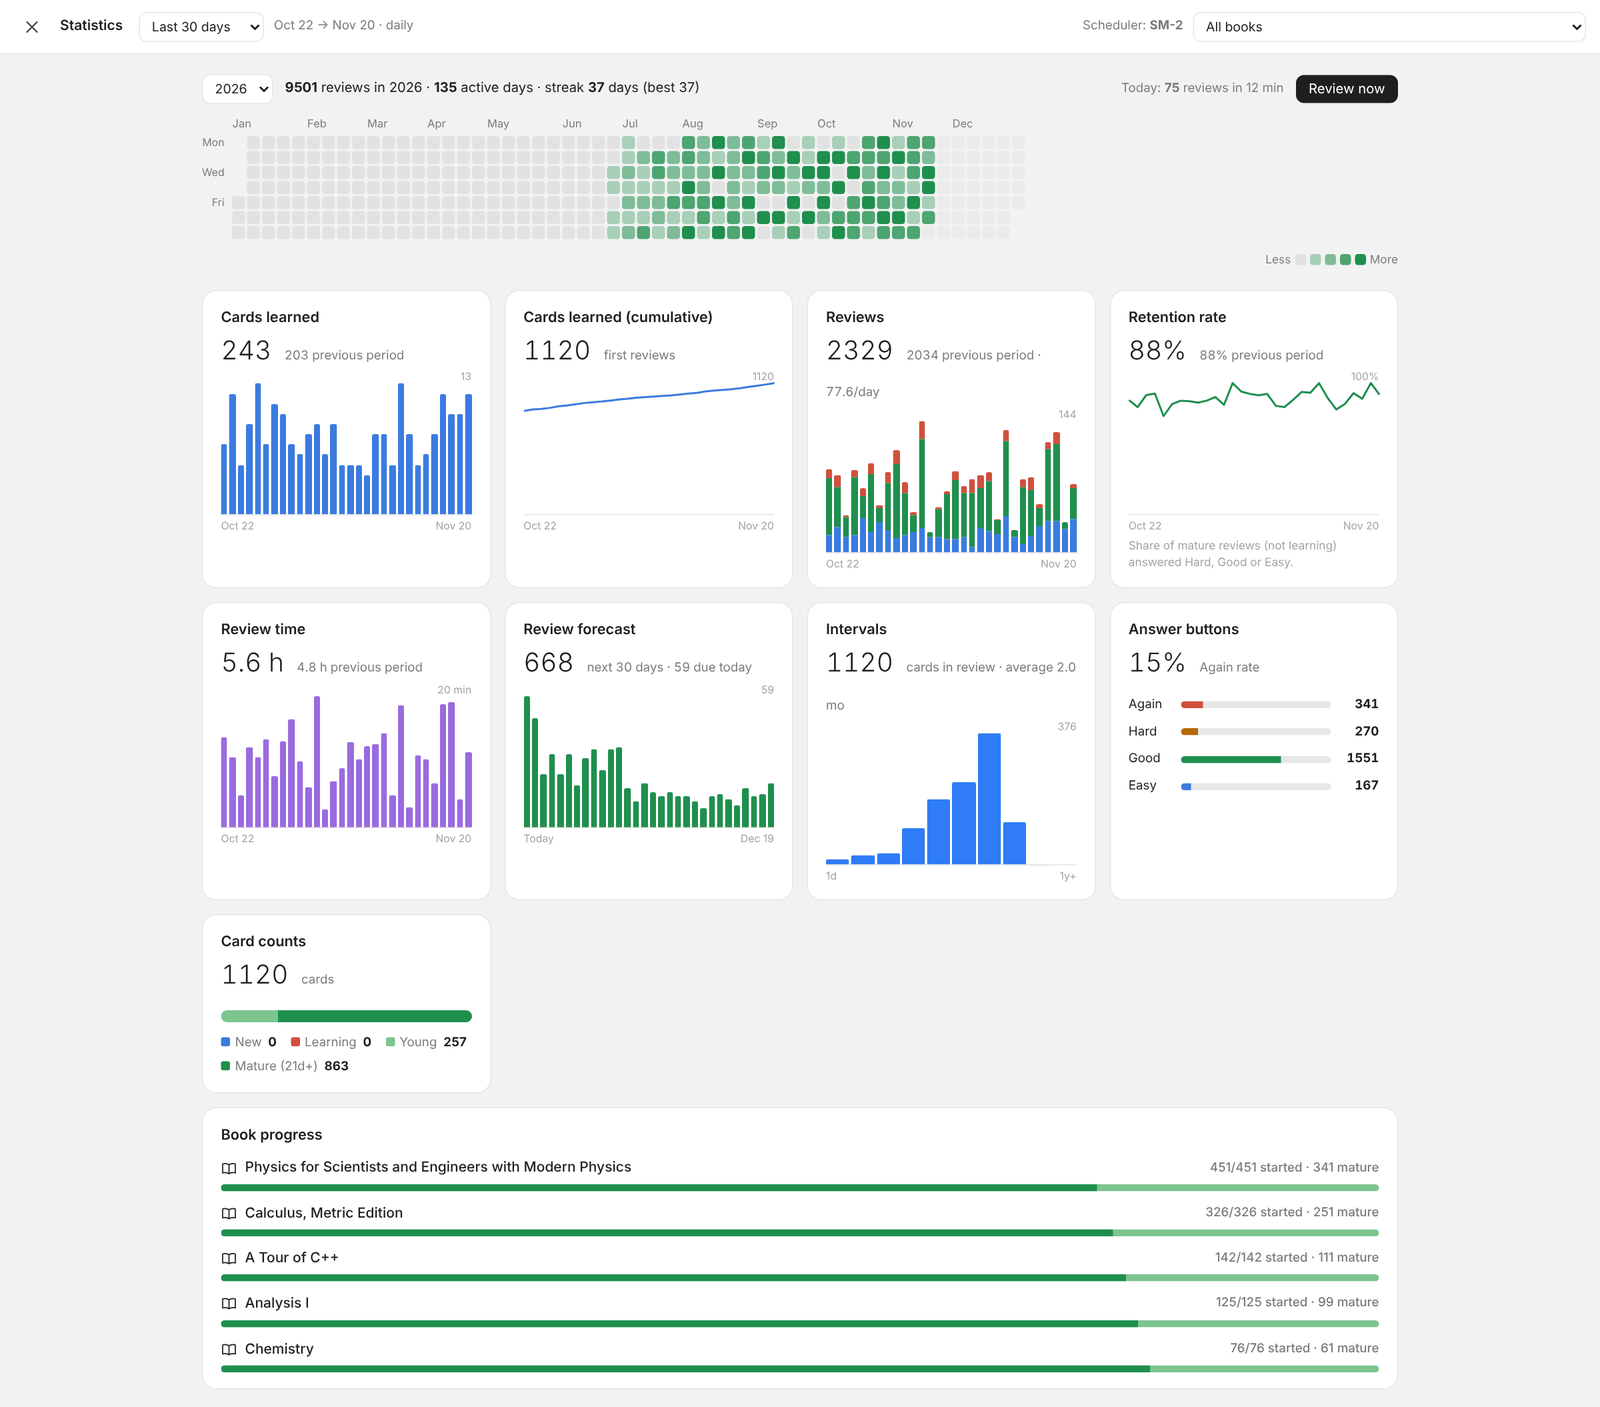 Statistics
Last 30 days
Oct 22 → Nov 20 · daily
Scheduler: SM-2
All books
2026
9501 reviews in 2026 · 135 active days · streak 37 days (best 37)
Today: 75 reviews in 12 min
Review now
Jan Feb Mar Apr May Jun Jul Aug Sep Oct Nov Dec
Mon
Wed
Fri
Less More
Cards learned
243 203 previous period
13
Oct 22 Nov 20
Cards learned (cumulative)
1120 first reviews
1120
Oct 22 Nov 20
Reviews
2329 2034 previous period ·
77.6/day
144
Oct 22 Nov 20
Retention rate
88% 88% previous period
100%
Oct 22 Nov 20
Share of mature reviews (not learning)
answered Hard, Good or Easy.
Review time
5.6 h 4.8 h previous period
20 min
Oct 22 Nov 20
Review forecast
668 next 30 days · 59 due today
59
Today Dec 19
Intervals
1120 cards in review · average 2.0
mo
376
1d 1y+
Answer buttons
15% Again rate
Again 341
Hard 270
Good 1551
Easy 167
Card counts
1120 cards
New 0 Learning 0 Young 257
Mature (21d+) 863
Book progress
Physics for Scientists and Engineers with Modern Physics 451/451 started · 341 mature
Calculus, Metric Edition 326/326 started · 251 mature
A Tour of C++ 142/142 started · 111 mature
Analysis I 125/125 started · 99 mature
Chemistry 76/76 started · 61 mature